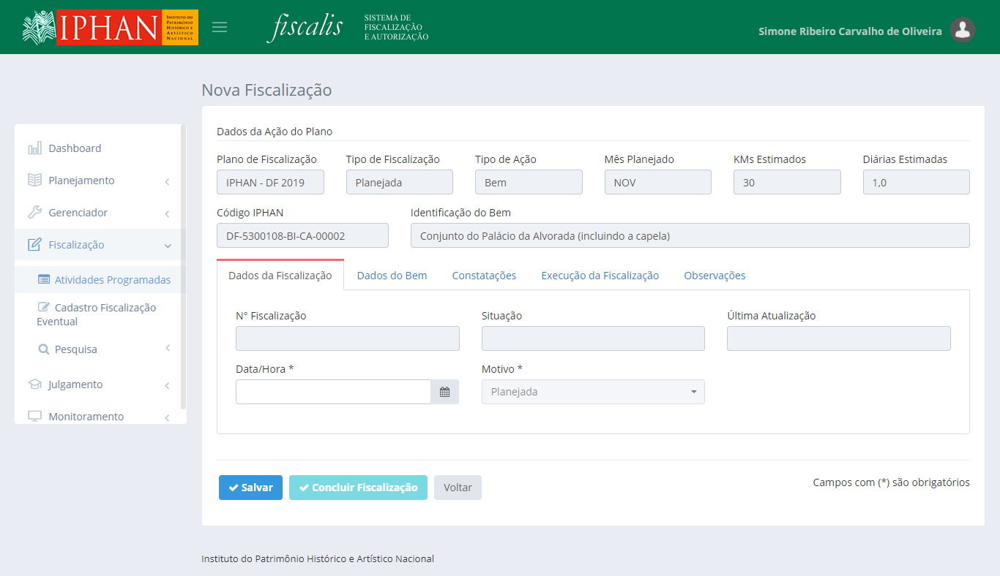 IPHAN
INSTITUTO DO
PATRIMÔNIO
HISTÓRICO E
ARTÍSTICO
NACIONAL
fiscalis
SISTEMA DE
FISCALIZAÇÃO
E AUTORIZAÇÃO
Simone Ribeiro Carvalho de Oliveira
Nova Fiscalização
Dashboard
Planejamento
Gerenciador
Fiscalização
Atividades Programadas
Cadastro Fiscalização
Eventual
Pesquisa
Julgamento
Monitoramento
Dados da Ação do Plano
Plano de Fiscalização Tipo de Fiscalização Tipo de Ação Mês Planejado KMs Estimados Diárias Estimadas
IPHAN - DF 2019 Planejada Bem NOV 30 1,0
Código IPHAN Identificação do Bem
DF-5300108-BI-CA-00002 Conjunto do Palácio da Alvorada (incluindo a capela)
Dados da Fiscalização Dados do Bem Constatações Execução da Fiscalização Observações
N° Fiscalização Situação Última Atualização
Data/Hora * Motivo *
Planejada
Salvar Concluir Fiscalização Voltar Campos com (*) são obrigatórios
Instituto do Patrimônio Histórico e Artístico Nacional